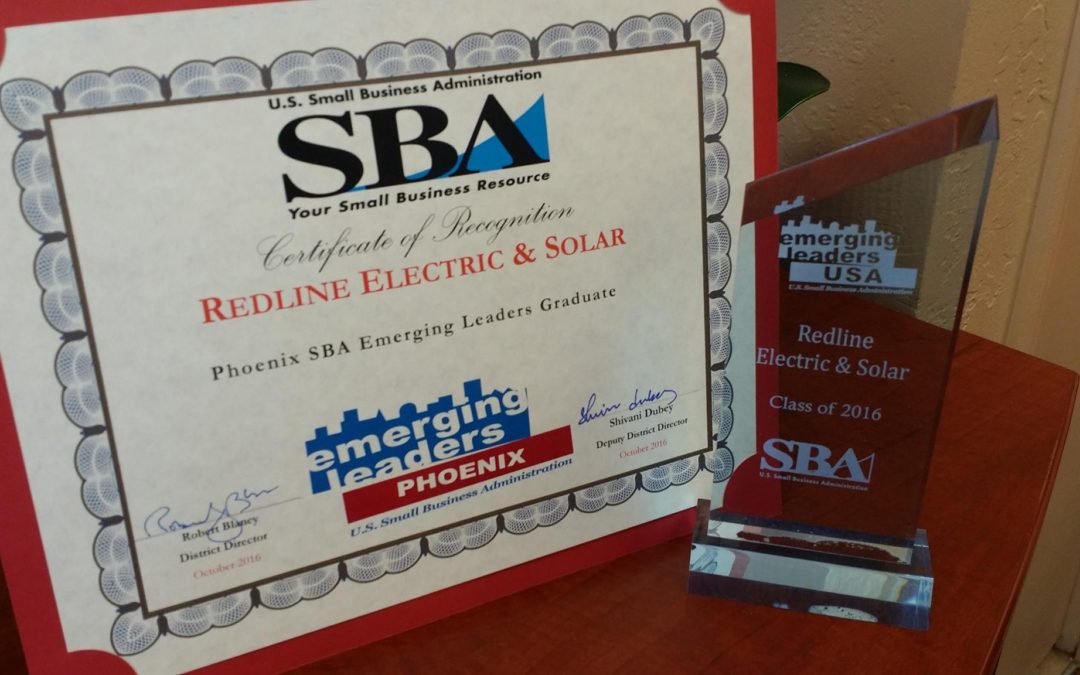 U.S. Small Business Administration
SBA
Your Small Business Resource
Certificate of Recognition
REDLINE ELECTRIC & SOLAR
Phoenix SBA Emerging Leaders Graduate
emerging
leaders
PHOENIX
U.S. Small Business Administration
Robert Blaney
District Director
October 2016
Shivani Dubey
Deputy District Director
October 2016
emerging
leaders
USA
U.S. Small Business Administration
Redline
Electric & Solar
Class of 2016
SBA
U.S. Small Business Administration